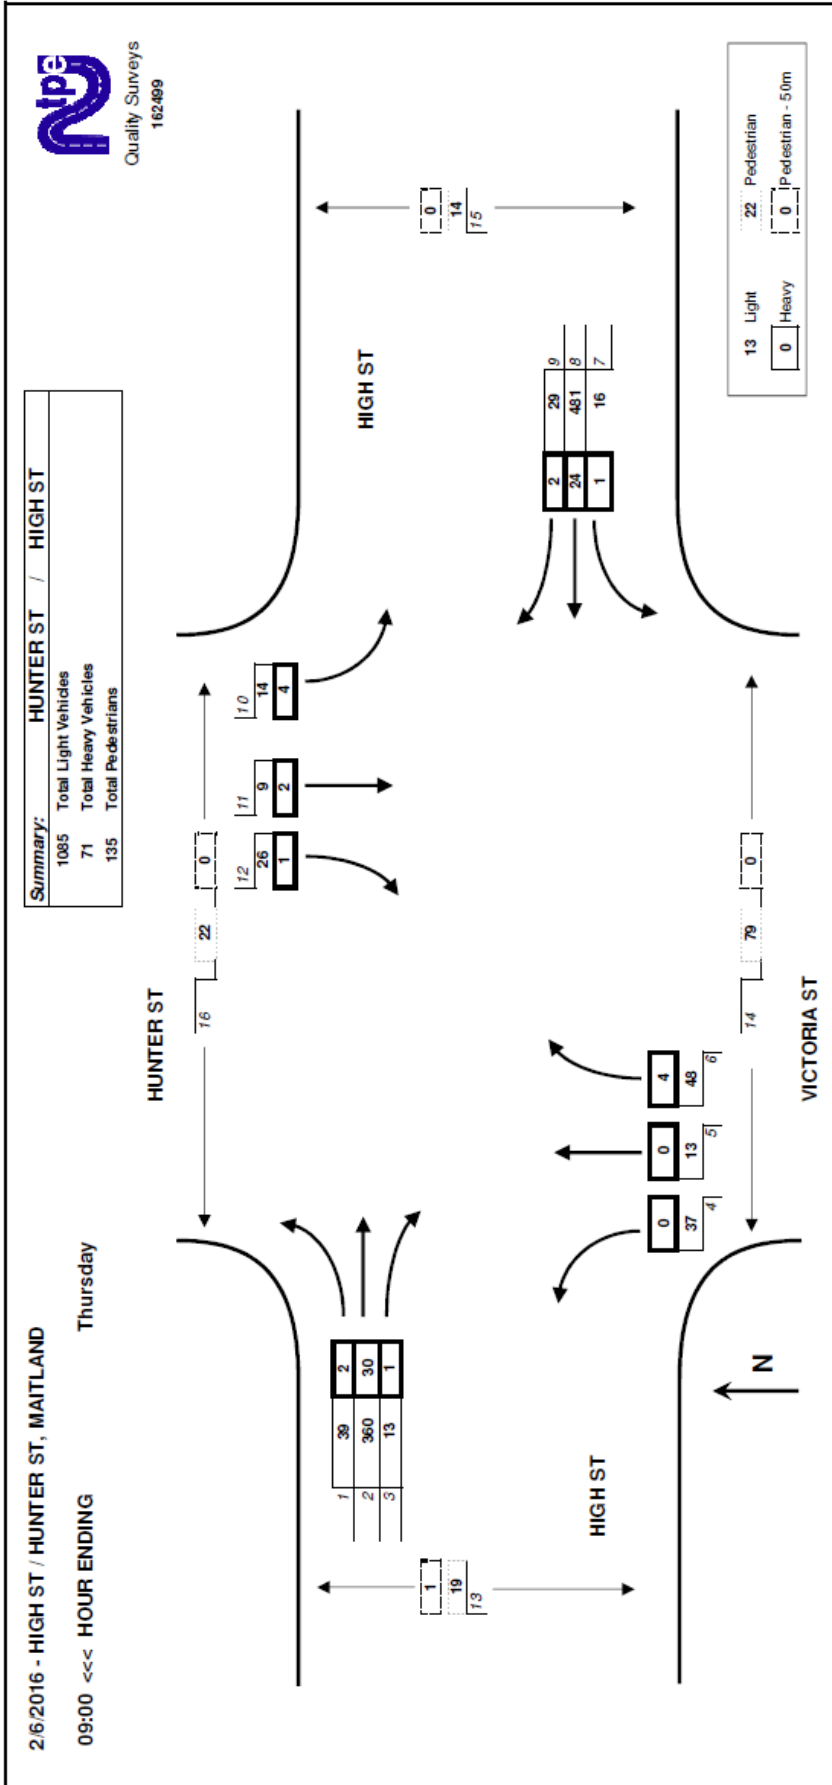 2/6/2016 - HIGH ST / HUNTER ST, MAITLAND
09:00 <<< HOUR ENDING Thursday
Summary: HUNTER ST / HIGH ST
1085 Total Light Vehicles
71 Total Heavy Vehicles
135 Total Pedestrians
tpe
Quality Surveys
162499
HUNTER ST
16 22 0
12 11 10
26 9 14
1 2 4
1 39 2
2 360 30
3 13 1
HIGH ST
1
19
13
HIGH ST
0
14
15
2 29 9
24 481 8
1 16 7
HIGH ST
0 0 4
37 13 48
4 5 6
14 79 0
VICTORIA ST
N
13 Light 22 Pedestrian
0 Heavy 0 Pedestrian - 50m